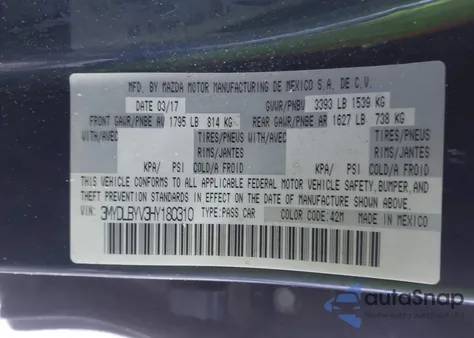 MFD. BY MAZDA MOTOR MANUFACTURING DE MEXICO S.A. DE C.V.
DATE 03/17 GVWR/PNBV 3393 LB 1539 KG
FRONT GAWR/PNBE AV 1795 LB 814 KG REAR GAWR/PNBE AR 1627 LB 738 KG
WITH/AVEC TIRES/PNEUS WITH/AVEC TIRES/PNEUS
RIMS/JANTES RIMS/JANTES
KPA/ PSI COLD/A FROID KPA/ PSI COLD/A FROID
THIS VEHICLE CONFORMS TO ALL APPLICABLE FEDERAL MOTOR VEHICLE SAFETY, BUMPER, AND
THEFT PREVENTION STANDARDS IN EFFECT ON THE DATE OF MANUFACTURE SHOWN ABOVE.
VIN: 3MYDLBYV3HY180310 TYPE: PASS CAR COLOR CODE: 42M MADE IN MEXICO
autoSnap